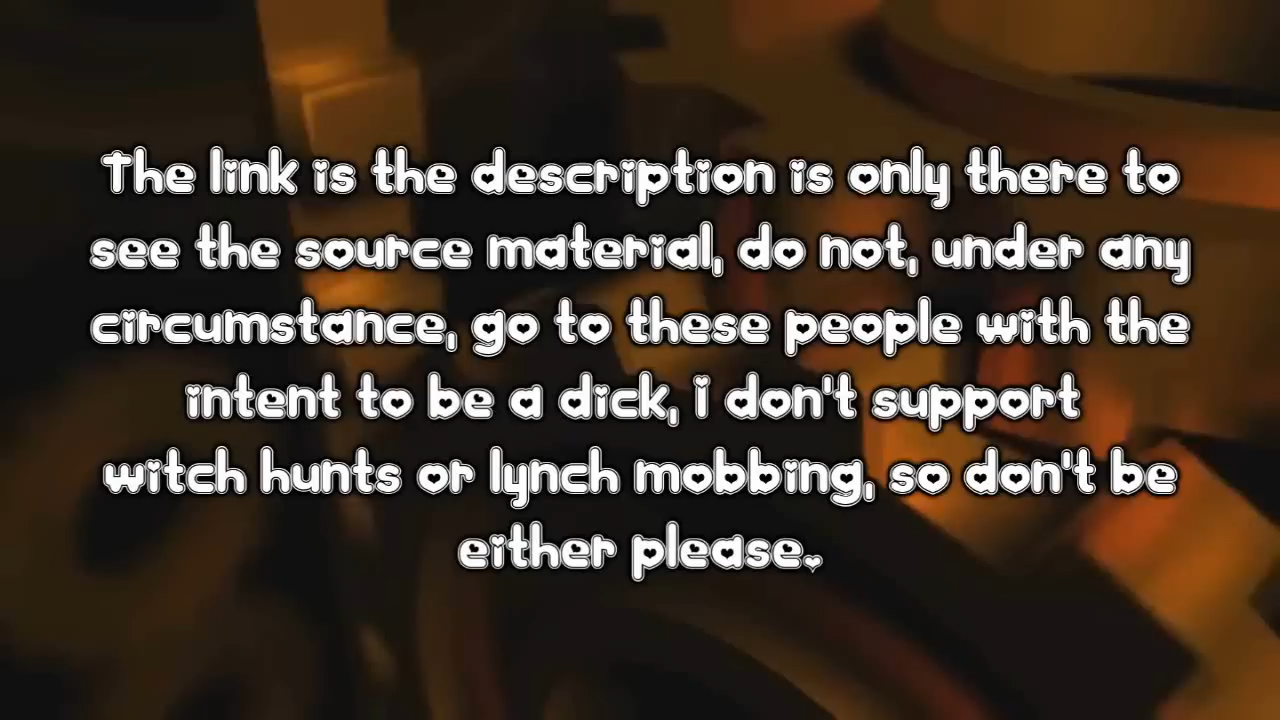 The link is the description is only there to
see the source material, do not, under any
circumstance, go to these people with the
intent to be a dick, i don't support
witch hunts or lynch mobbing, so don't be
either please.